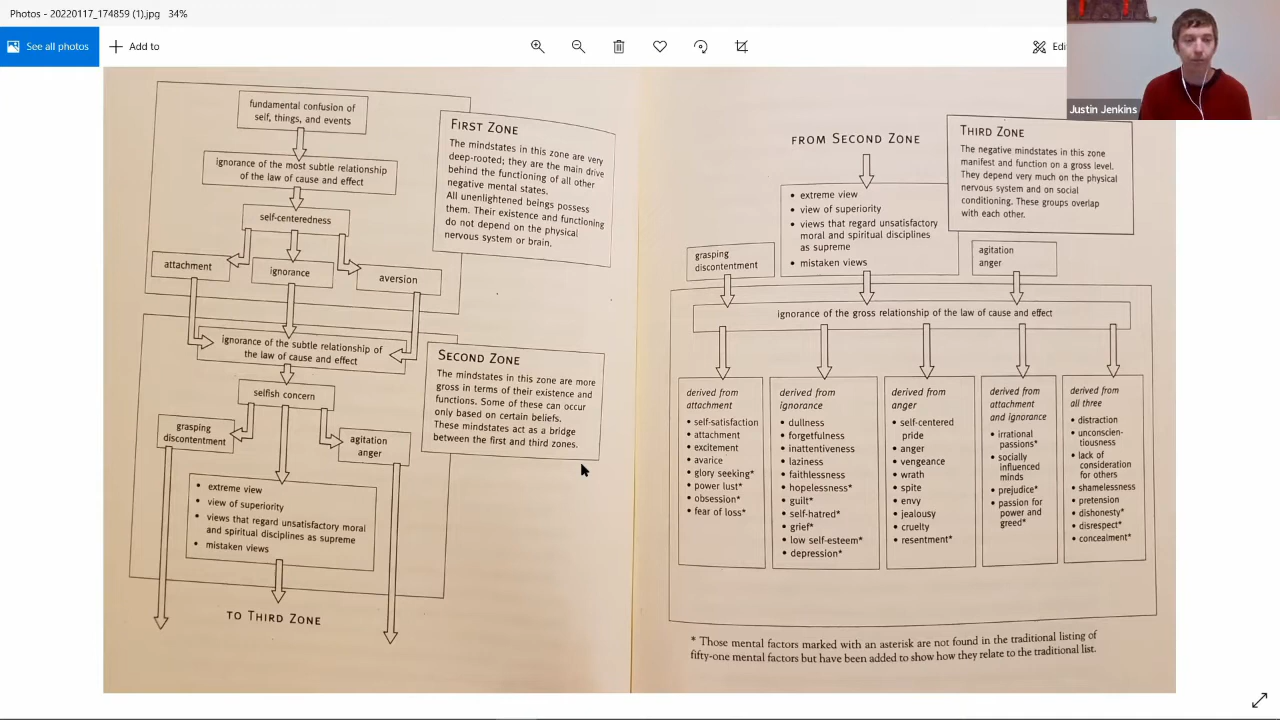 Photos - 20220117_174859 (1).jpg   34%
See all photos
Add to
Justin Jenkins
fundamental confusion of
self, things, and events
ignorance of the most subtle relationship
of the law of cause and effect
self-centeredness
attachment
ignorance
aversion
FIRST ZONE
The mindstates in this zone are very
deep-rooted; they are the main drive
behind the functioning of all other
negative mental states.
All unenlightened beings possess
them. Their existence and functioning
do not depend on the physical
nervous system or brain.
ignorance of the subtle relationship of
the law of cause and effect
selfish concern
grasping
discontentment
agitation
anger
SECOND ZONE
The mindstates in this zone are more
gross in terms of their existence and
functions. Some of these can occur
only based on certain beliefs.
These mindstates act as a bridge
between the first and third zones.
• extreme view
• view of superiority
• views that regard unsatisfactory moral
and spiritual disciplines as supreme
• mistaken views
TO THIRD ZONE
FROM SECOND ZONE
THIRD ZONE
The negative mindstates in this zone
manifest and function on a gross level.
They depend very much on the physical
nervous system and on social
conditioning. These groups overlap
with each other.
• extreme view
• view of superiority
• views that regard unsatisfactory
moral and spiritual disciplines
as supreme
• mistaken views
grasping
discontentment
agitation
anger
ignorance of the gross relationship of the law of cause and effect
derived from
attachment
• self-satisfaction
• attachment
• excitement
• avarice
• glory seeking*
• power lust*
• obsession*
• fear of loss*
derived from
ignorance
• dullness
• forgetfulness
• inattentiveness
• laziness
• faithlessness
• hopelessness*
• guilt*
• self-hatred*
• grief*
• low self-esteem*
• depression*
derived from
anger
• self-centered
pride
• anger
• vengeance
• wrath
• spite
• envy
• jealousy
• cruelty
• resentment*
derived from
attachment
and ignorance
• irrational
passions*
• socially
influenced
minds
• prejudice*
• passion for
power and
greed*
derived from
all three
• distraction
• unconscien-
tiousness
• lack of
consideration
for others
• shamelessness
• pretension
• dishonesty*
• disrespect*
• concealment*
* Those mental factors marked with an asterisk are not found in the traditional listing of
fifty-one mental factors but have been added to show how they relate to the traditional list.